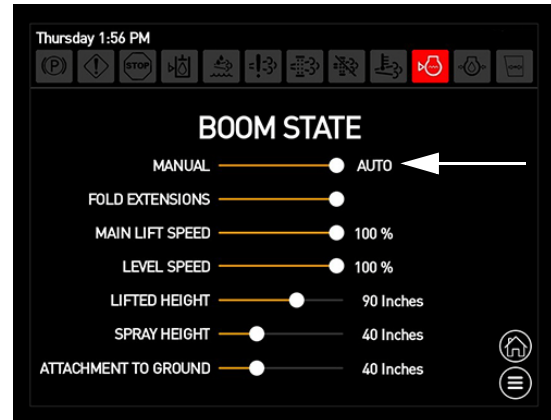 Thursday 1:56 PM
(P) STOP
BOOM STATE
MANUAL AUTO
FOLD EXTENSIONS
MAIN LIFT SPEED 100 %
LEVEL SPEED 100 %
LIFTED HEIGHT 90 Inches
SPRAY HEIGHT 40 Inches
ATTACHMENT TO GROUND 40 Inches